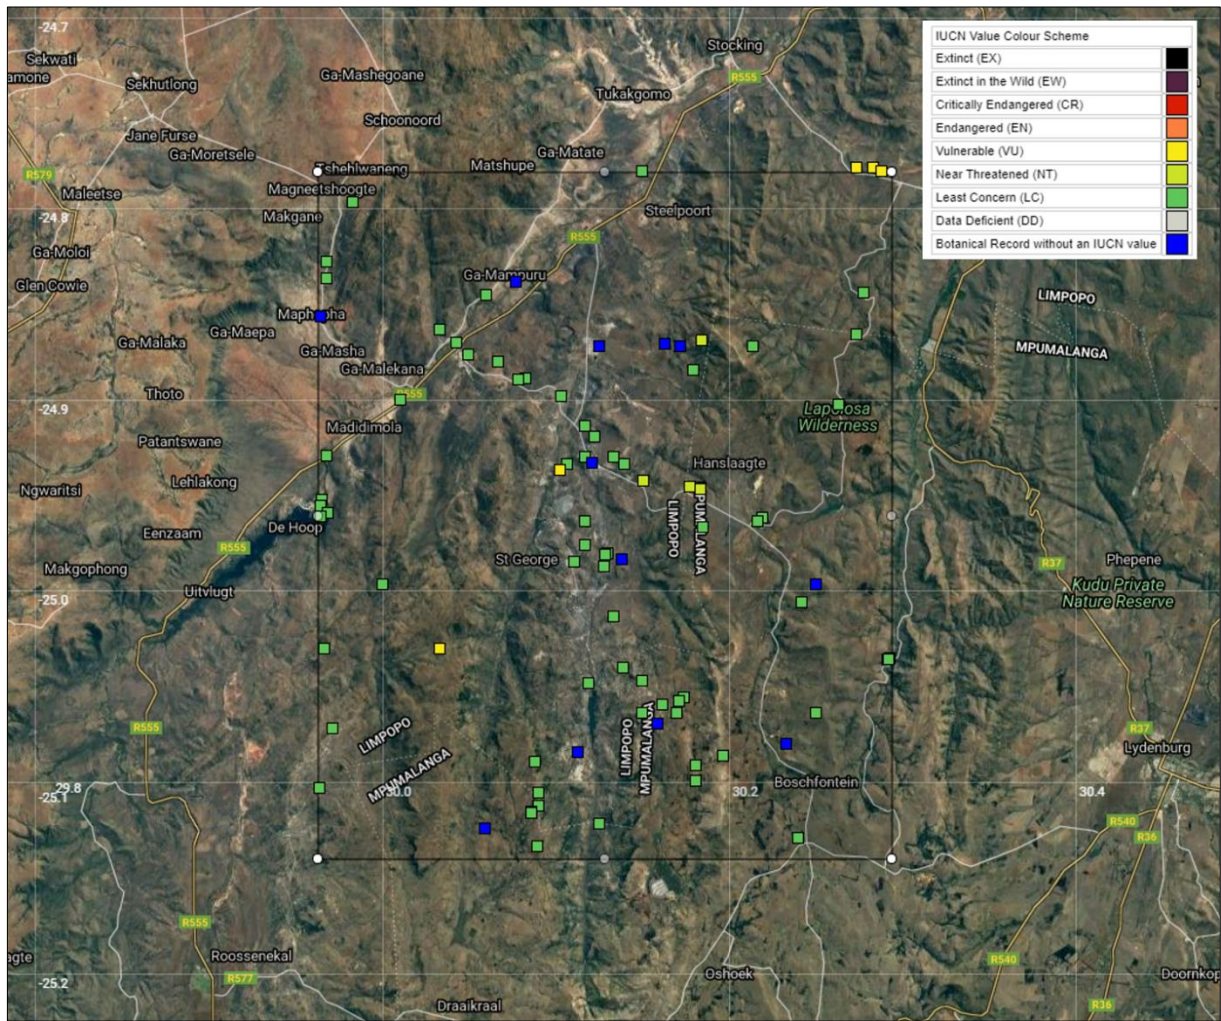 -24.7
Stocking
Sekwati
amone
Sekhutlong
Ga-Mashegoane
R555
Tukakgomo
Schoonoord
Jane Furse
Ga-Moretsele
Ga-Matate
Tshehlwaneng
Matshupe
R579
Maleetse
Magneetshoogte
-24.8
Makgane
Steelpoort
R555
Ga-Moloi
Ga-Mampuru
Glen Cowie
Ga-Malaka
Ga-Maepa
Ga-Masha
Ga-Malekana
Thoto
R555
-24.9
Madidimola
Patantswane
Lehlakong
Ngwaritsi
Hanslaagte
De Hoop
Eenzaam
R555
St George
LIMPOPO
Makgophong
Uitvlugt
-25.0
R37
Phepene
Kudu Private
Nature Reserve
LIMPOPO
MPUMALANGA
R555
LIMPOPO
MPUMALANGA
LIMPOPO
MPUMALANGA
R37
Lydenburg
29.8
-25.1
30.0
30.2
30.4
Boschfontein
R540
R36
R555
Roossenekal
R577
Oshoek
R540
Doornkop
-25.2
Draaikraal
R36
IUCN Value Colour Scheme
Extinct (EX)
Extinct in the Wild (EW)
Critically Endangered (CR)
Endangered (EN)
Vulnerable (VU)
Near Threatened (NT)
Least Concern (LC)
Data Deficient (DD)
Botanical Record without an IUCN value